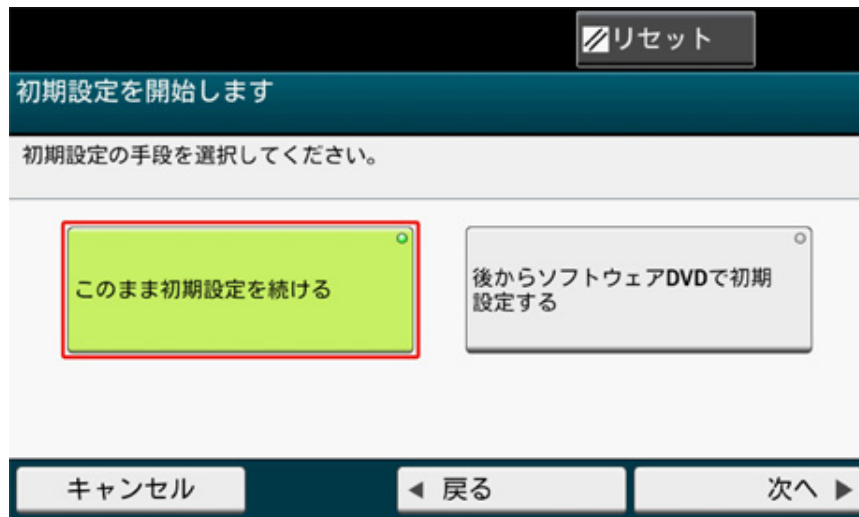 リセット
初期設定を開始します
初期設定の手段を選択してください。
このまま初期設定を続ける
後からソフトウェアDVDで初期
設定する
キャンセル
戻る
次へ